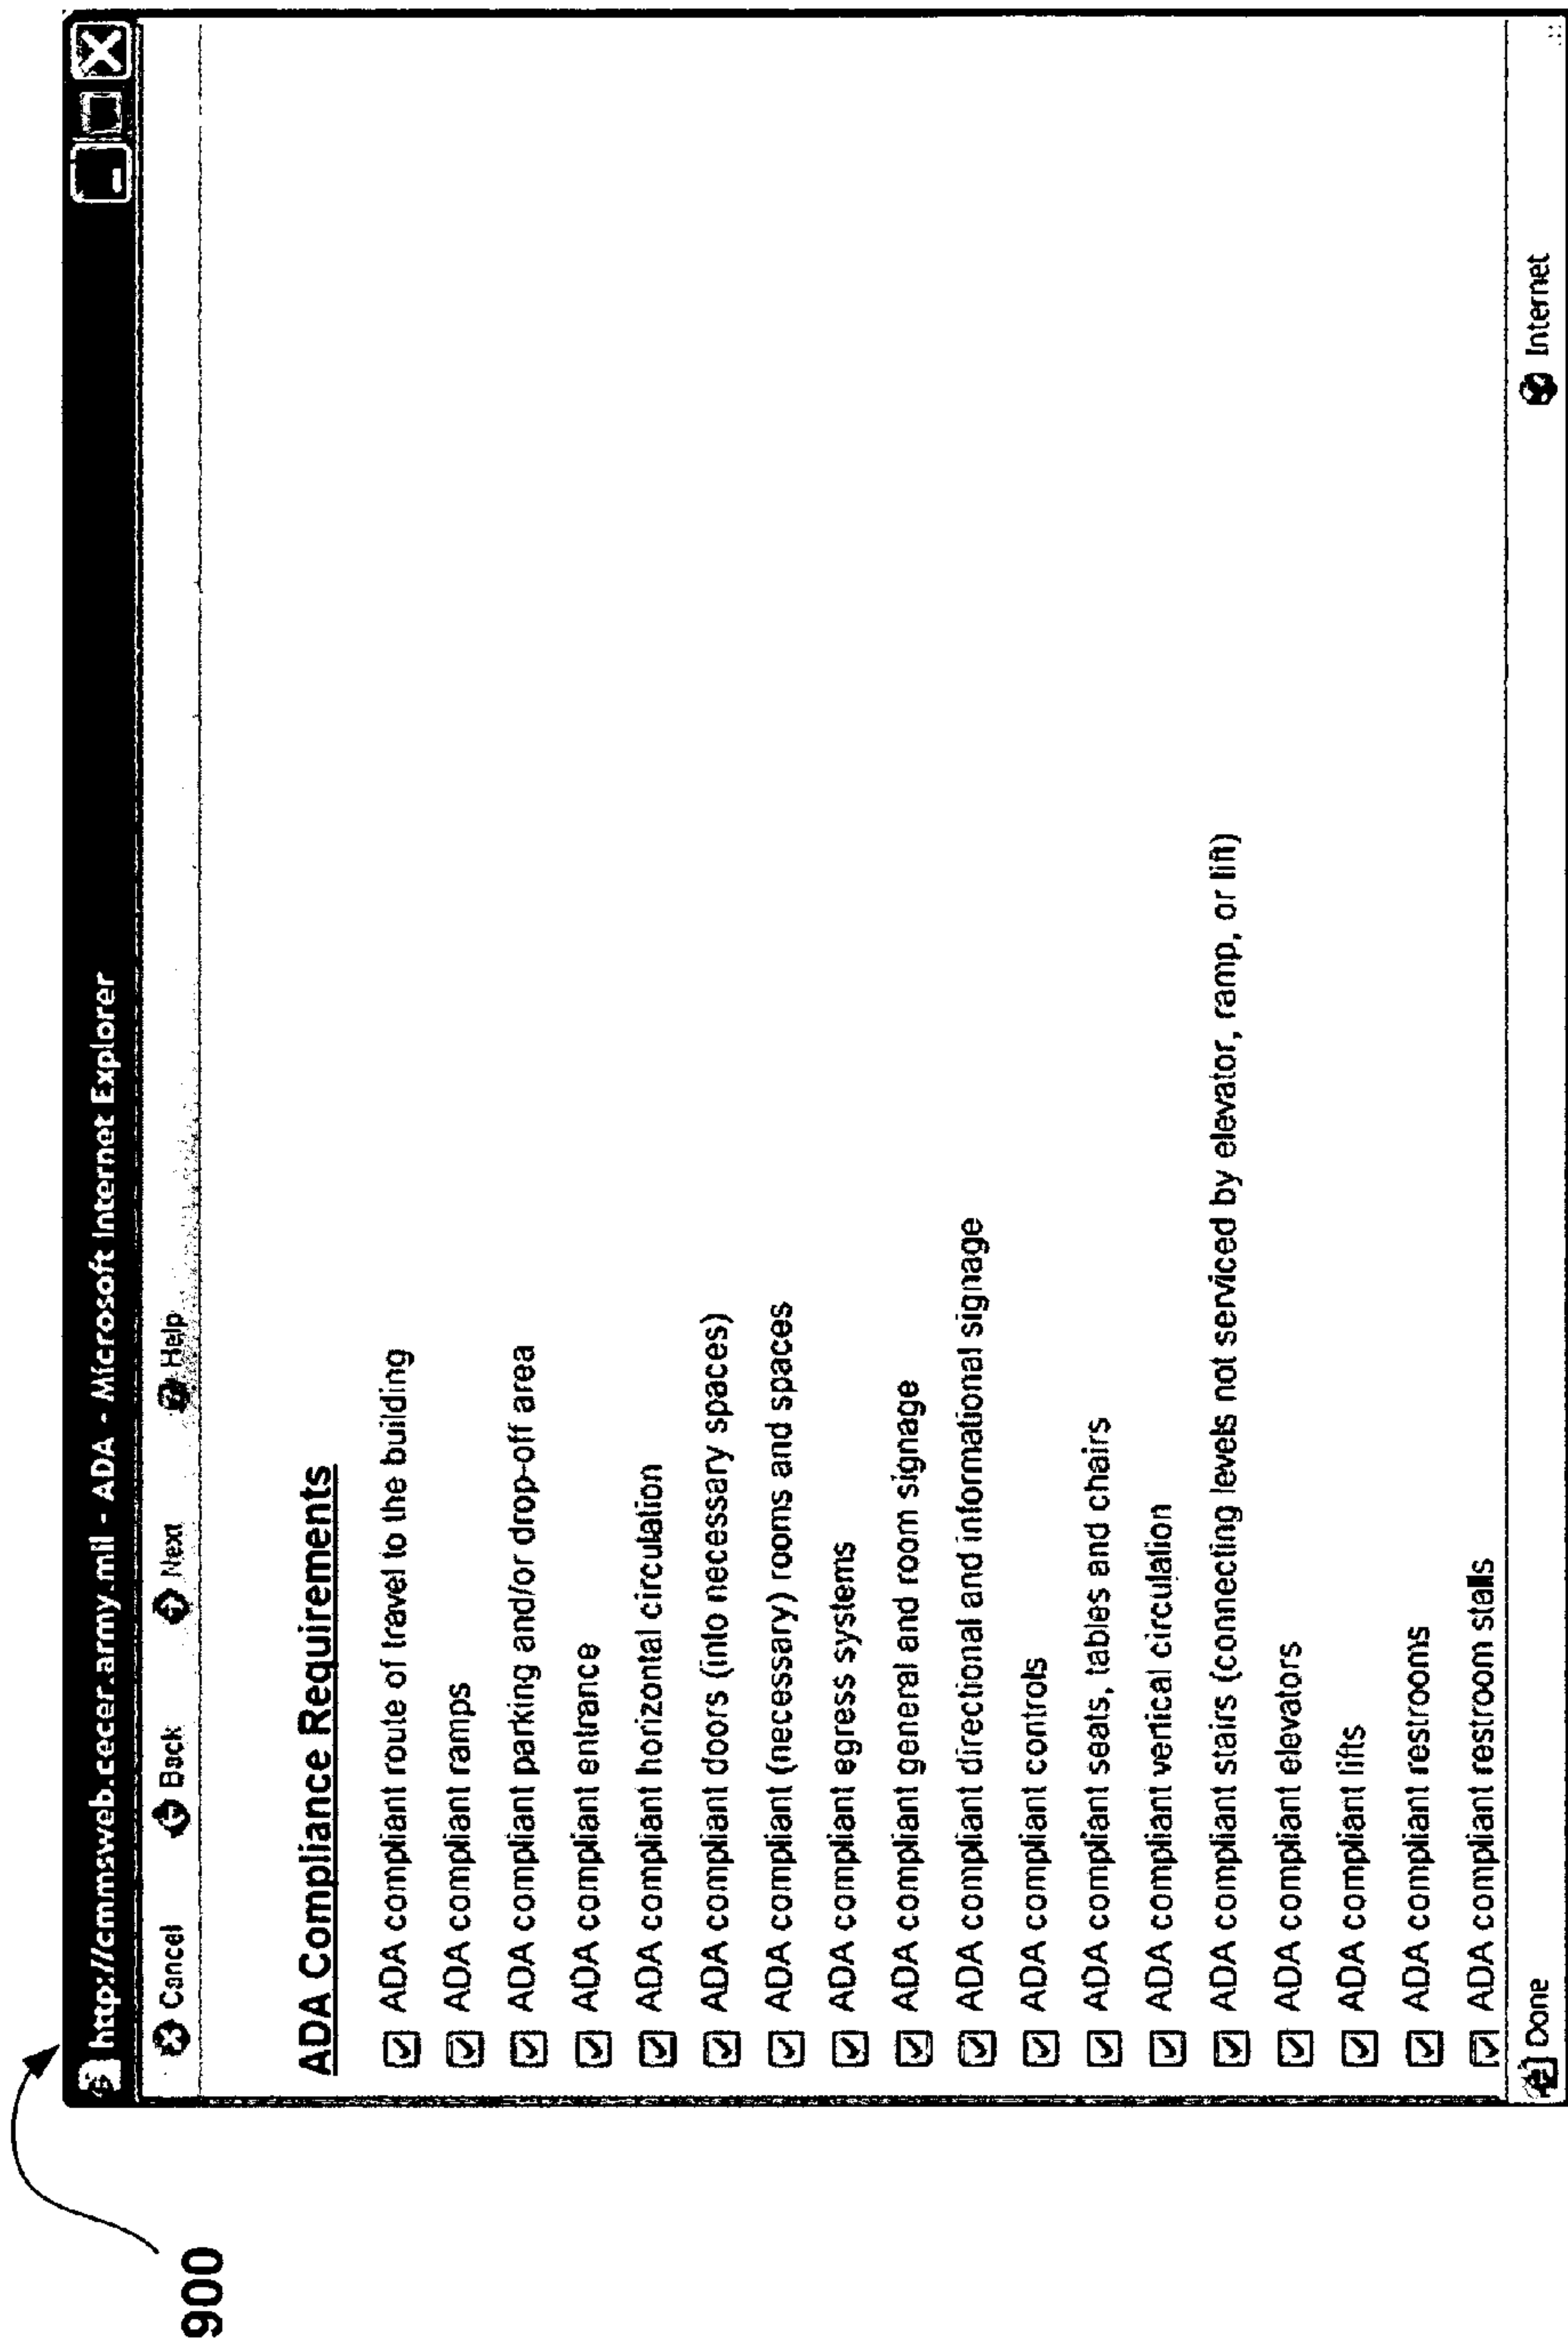 900
http://cmmsweb.cecer.army.mil - ADA - Microsoft Internet Explorer
Cancel Back Next Help
ADA Compliance Requirements
ADA compliant route of travel to the building
ADA compliant ramps
ADA compliant parking and/or drop-off area
ADA compliant entrance
ADA compliant horizontal circulation
ADA compliant doors (into necessary spaces)
ADA compliant (necessary) rooms and spaces
ADA compliant egress systems
ADA compliant general and room signage
ADA compliant directional and informational signage
ADA compliant controls
ADA compliant seats, tables and chairs
ADA compliant vertical circulation
ADA compliant stairs (connecting levels not serviced by elevator, ramp, or lift)
ADA compliant elevators
ADA compliant lifts
ADA compliant restrooms
ADA compliant restroom stalls
Done Internet